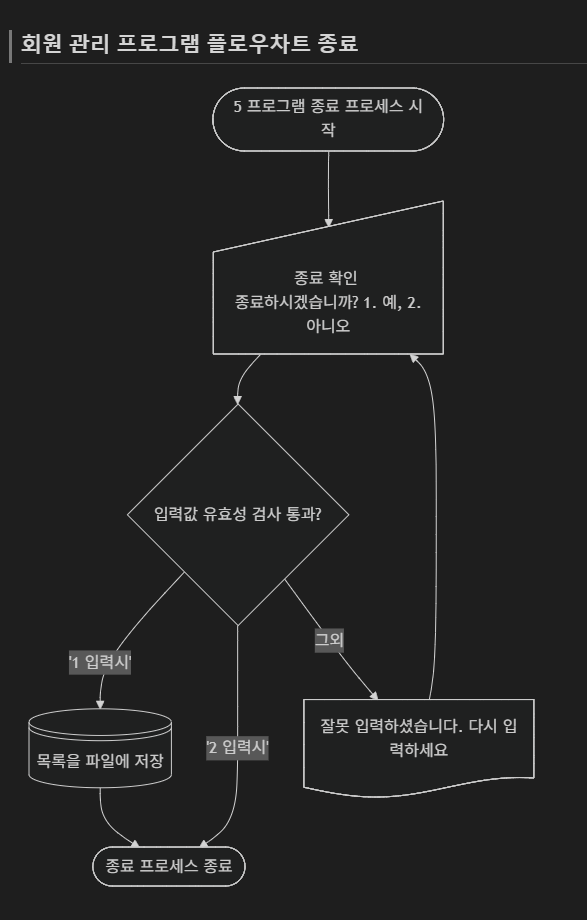 회원 관리 프로그램 플로우차트 종료
5 프로그램 종료 프로세스 시
작
종료 확인
종료하시겠습니까? 1. 예, 2.
아니오
입력값 유효성 검사 통과?
그외
'1 입력시'
잘못 입력하셨습니다. 다시 입
력하세요
'2 입력시'
목록을 파일에 저장
종료 프로세스 종료